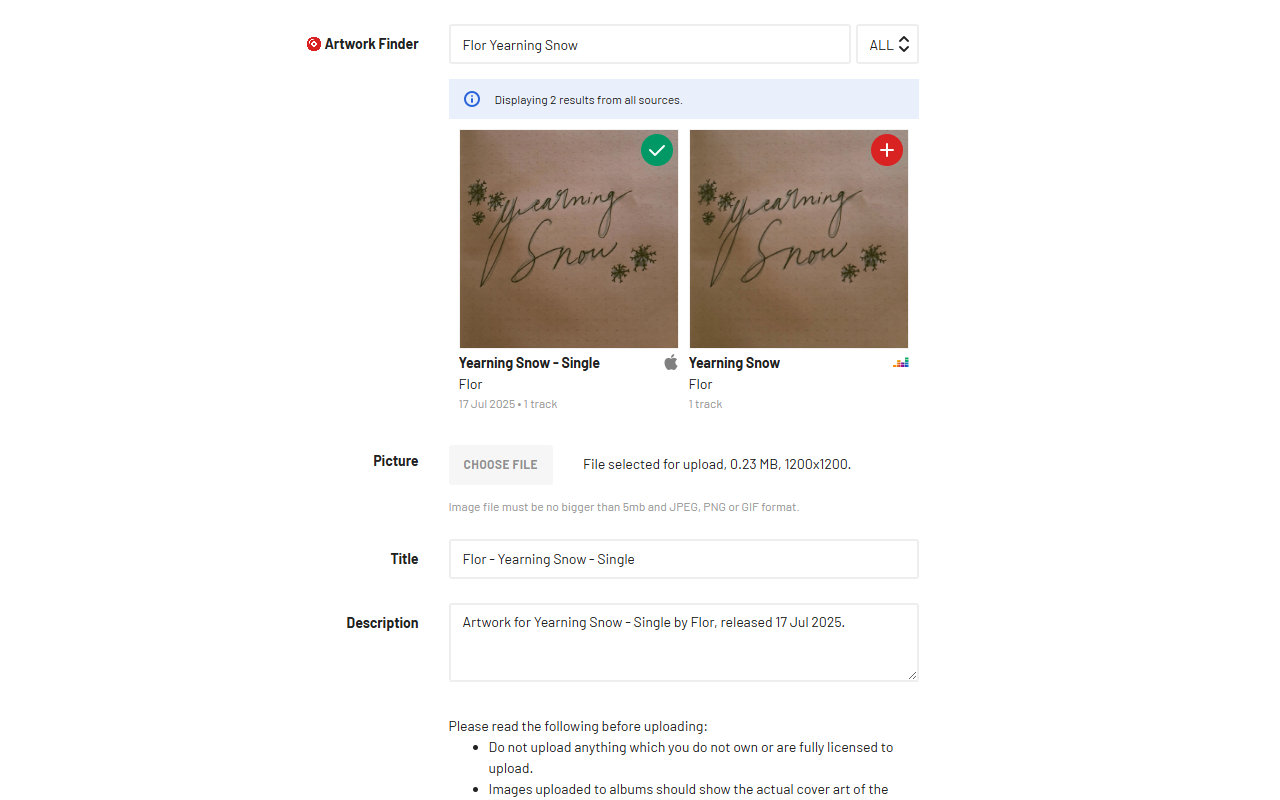 Artwork Finder
Flor Yearning Snow
ALL
Displaying 2 results from all sources.
Yearning
Snow
Yearning
Snow
Yearning Snow - Single
Flor
17 Jul 2025 • 1 track
Yearning Snow
Flor
1 track
Picture
CHOOSE FILE
File selected for upload, 0.23 MB, 1200x1200.
Image file must be no bigger than 5mb and JPEG, PNG or GIF format.
Title
Flor - Yearning Snow - Single
Description
Artwork for Yearning Snow - Single by Flor, released 17 Jul 2025.
Please read the following before uploading:
• Do not upload anything which you do not own or are fully licensed to
upload.
• Images uploaded to albums should show the actual cover art of the